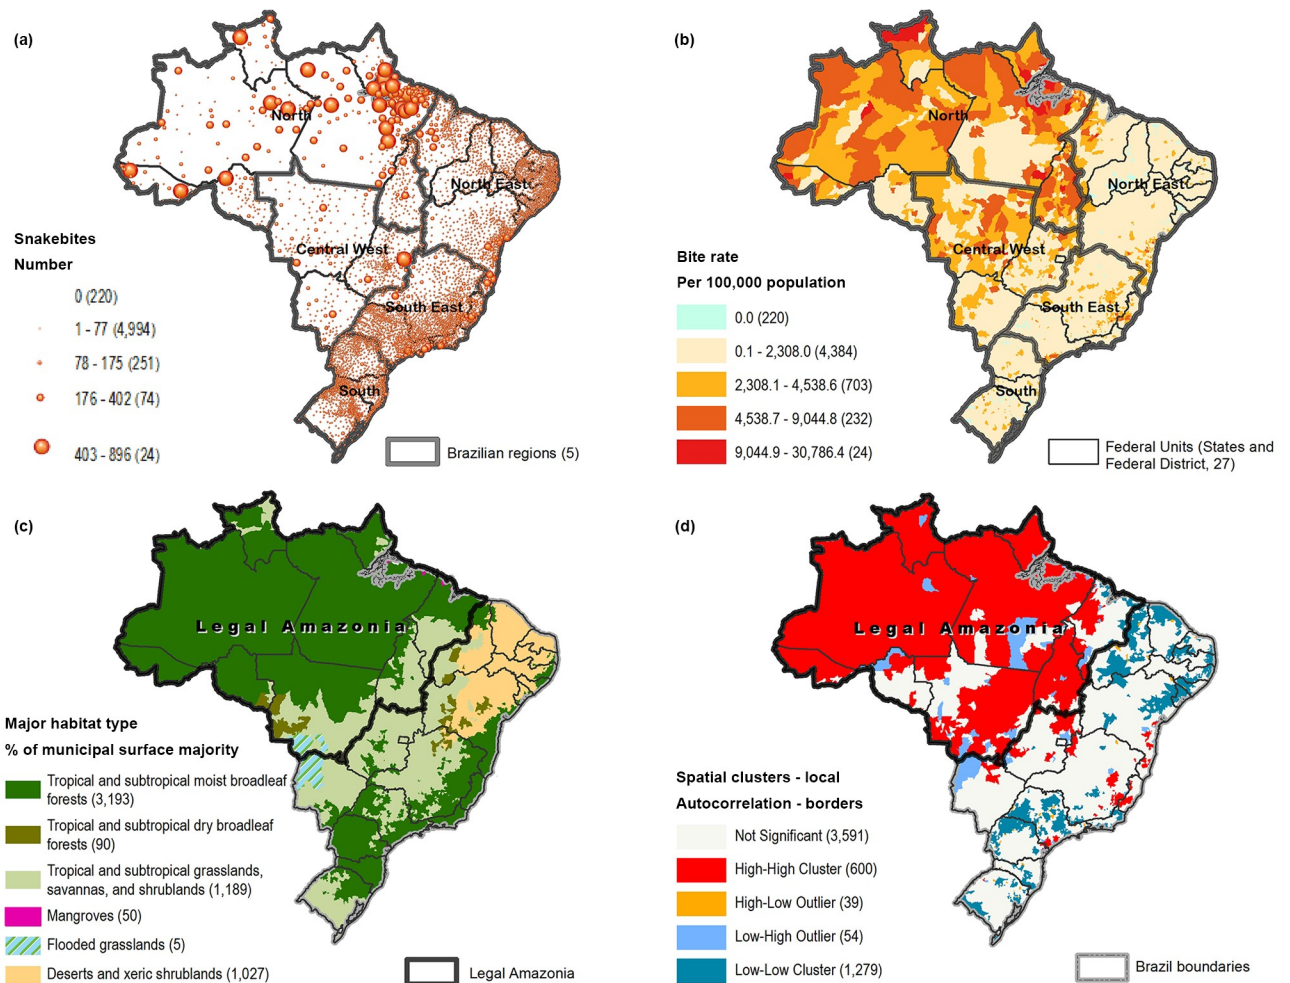 (a)
North
North East
Central West
South East
South
Snakebites
Number
0 (220)
1 - 77 (4,994)
78 - 175 (251)
176 - 402 (74)
403 - 896 (24)
Brazilian regions (5)
(b)
North
North East
Central West
South East
South
Bite rate
Per 100,000 population
0.0 (220)
0.1 - 2,308.0 (4,384)
2,308.1 - 4,538.6 (703)
4,538.7 - 9,044.8 (232)
9,044.9 - 30,786.4 (24)
Federal Units (States and
Federal District, 27)
(c)
Legal Amazonia
Major habitat type
% of municipal surface majority
Tropical and subtropical moist broadleaf
forests (3,193)
Tropical and subtropical dry broadleaf
forests (90)
Tropical and subtropical grasslands,
savannas, and shrublands (1,189)
Mangroves (50)
Flooded grasslands (5)
Deserts and xeric shrublands (1,027)
Legal Amazonia
(d)
Legal Amazonia
Spatial clusters - local
Autocorrelation - borders
Not Significant (3,591)
High-High Cluster (600)
High-Low Outlier (39)
Low-High Outlier (54)
Low-Low Cluster (1,279)
Brazil boundaries